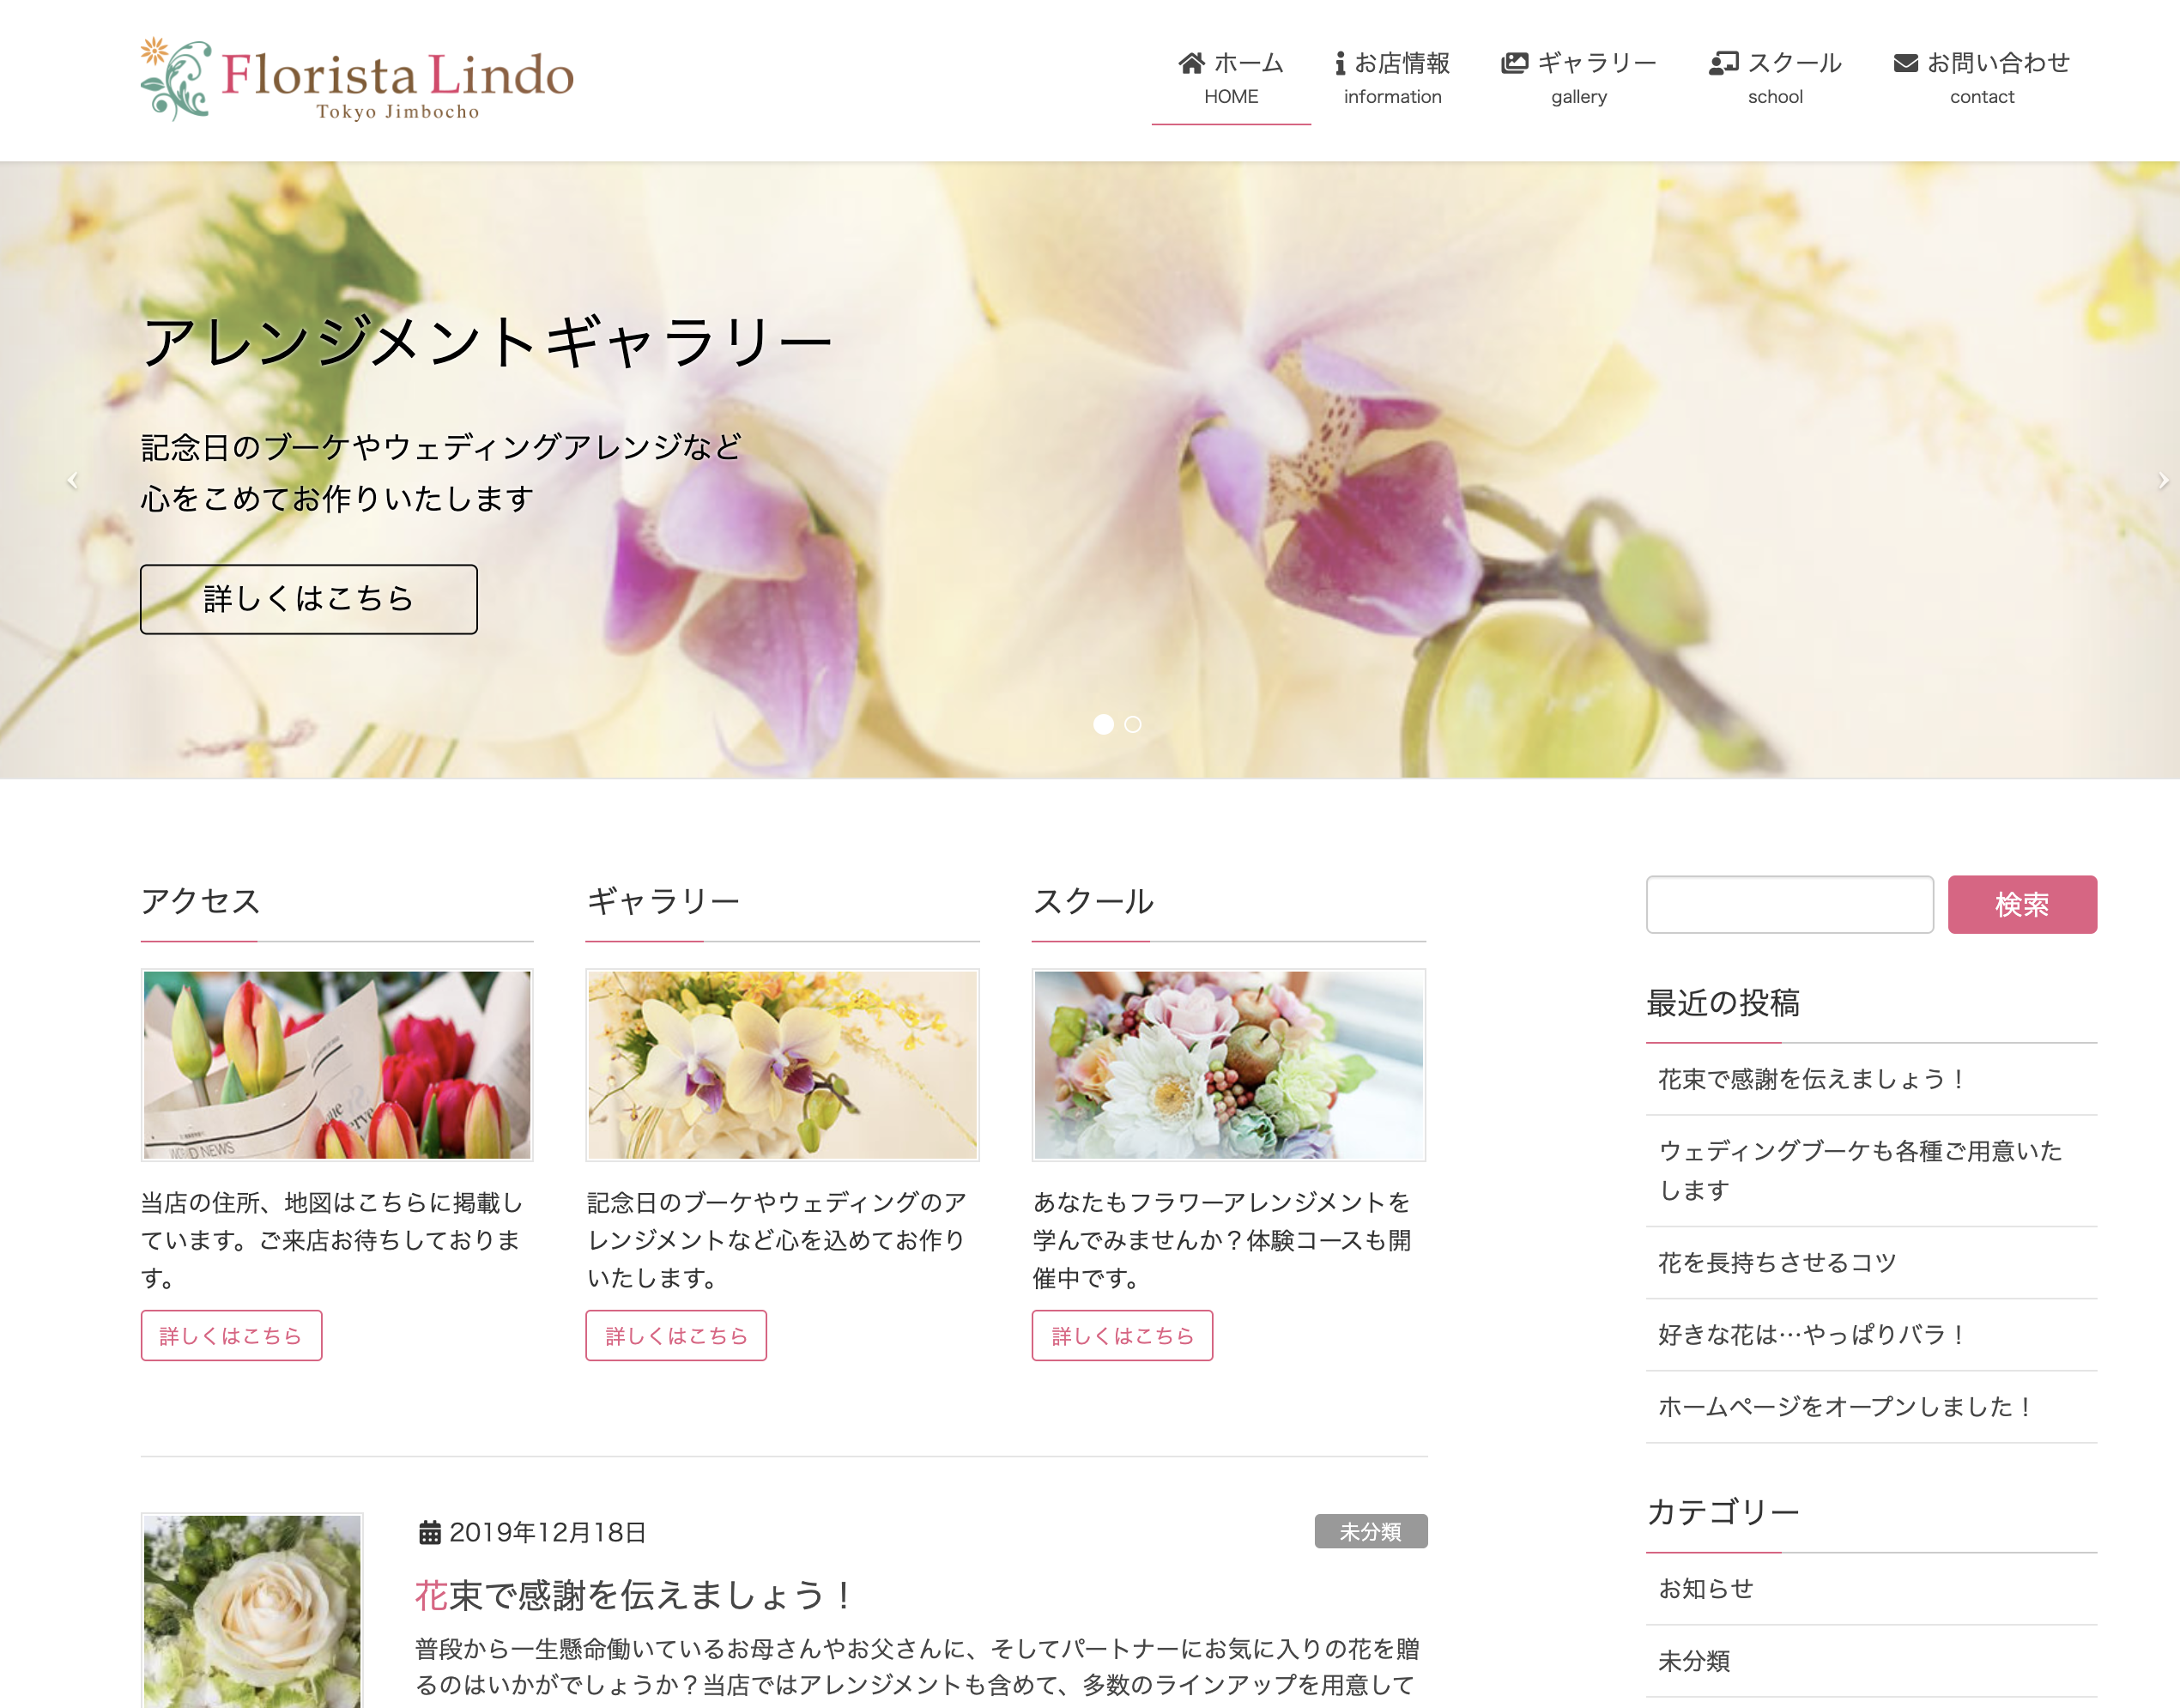 Florista Lindo
Tokyo Jimbocho
ホーム
HOME
お店情報
information
ギャラリー
gallery
スクール
school
お問い合わせ
contact
アレンジメントギャラリー
記念日のブーケやウェディングアレンジなど
心をこめてお作りいたします
詳しくはこちら
アクセス
当店の住所、地図はこちらに掲載し
ています。ご来店お待ちしておりま
す。
詳しくはこちら
ギャラリー
記念日のブーケやウェディングのア
レンジメントなど心を込めてお作り
いたします。
詳しくはこちら
スクール
あなたもフラワーアレンジメントを
学んでみませんか？体験コースも開
催中です。
詳しくはこちら
2019年12月18日
未分類
花束で感謝を伝えましょう！
普段から一生懸命働いているお母さんやお父さんに、そしてパートナーにお気に入りの花を贈
るのはいかがでしょうか？当店ではアレンジメントも含めて、多数のラインアップを用意して
検索
最近の投稿
花束で感謝を伝えましょう！
ウェディングブーケも各種ご用意いた
します
花を長持ちさせるコツ
好きな花は…やっぱりバラ！
ホームページをオープンしました！
カテゴリー
お知らせ
未分類